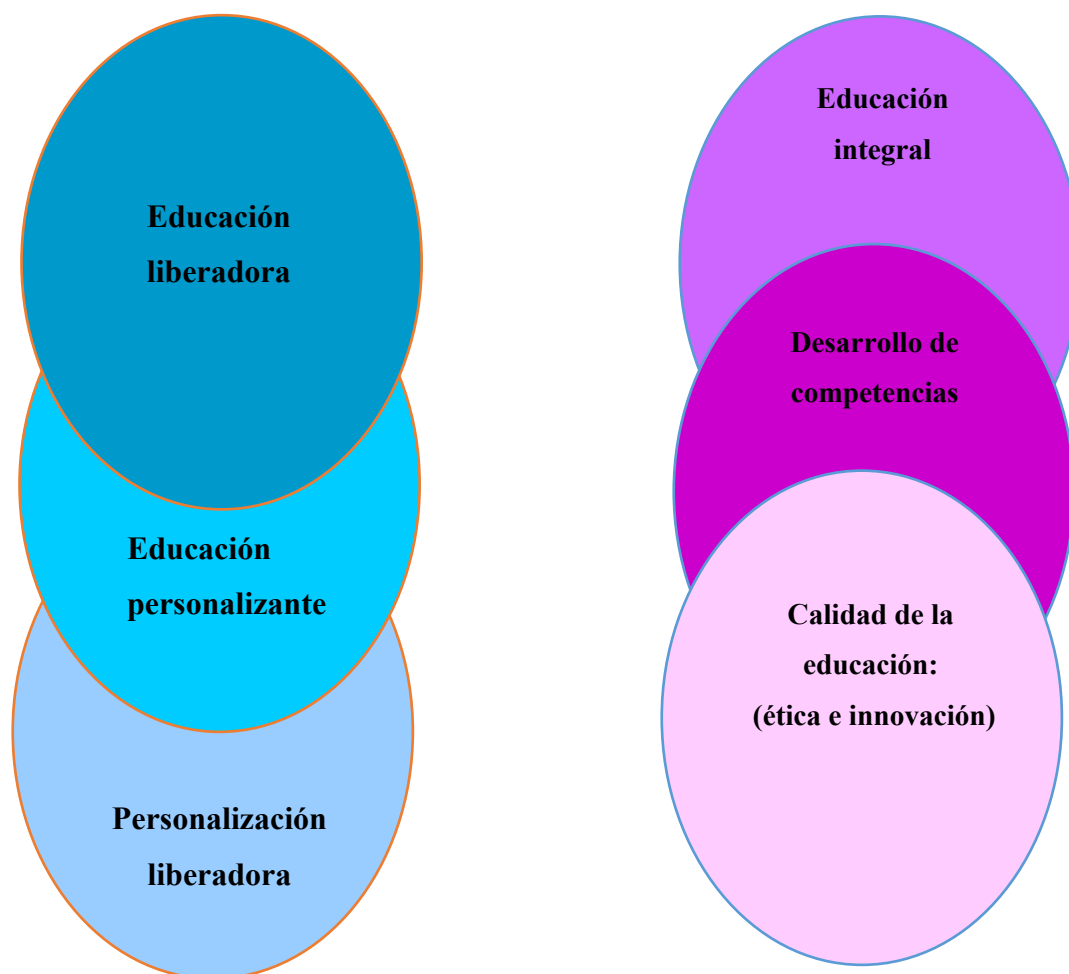 Educación
liberadora
Educación
personalizante
Personalización
liberadora
Educación
integral
Desarrollo de
competencias
Calidad de la
educación:
(ética e innovación)